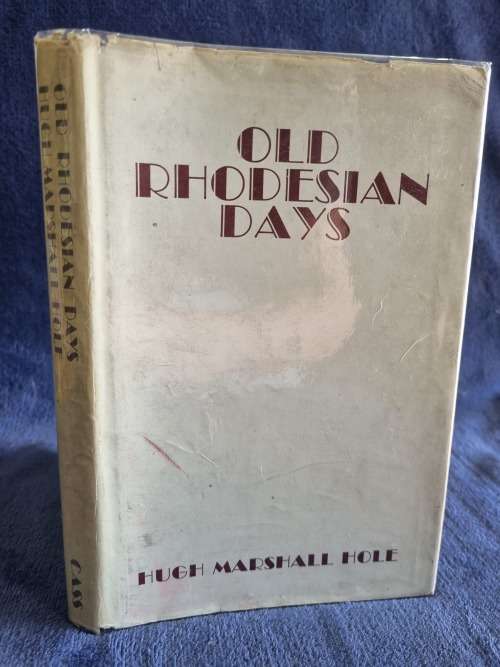 OLD
RHODESIAN
DAYS
HUGH MARSHALL HOLE
OLD RHODESIAN DAYS
HUGH MARSHALL HOLE
CASS